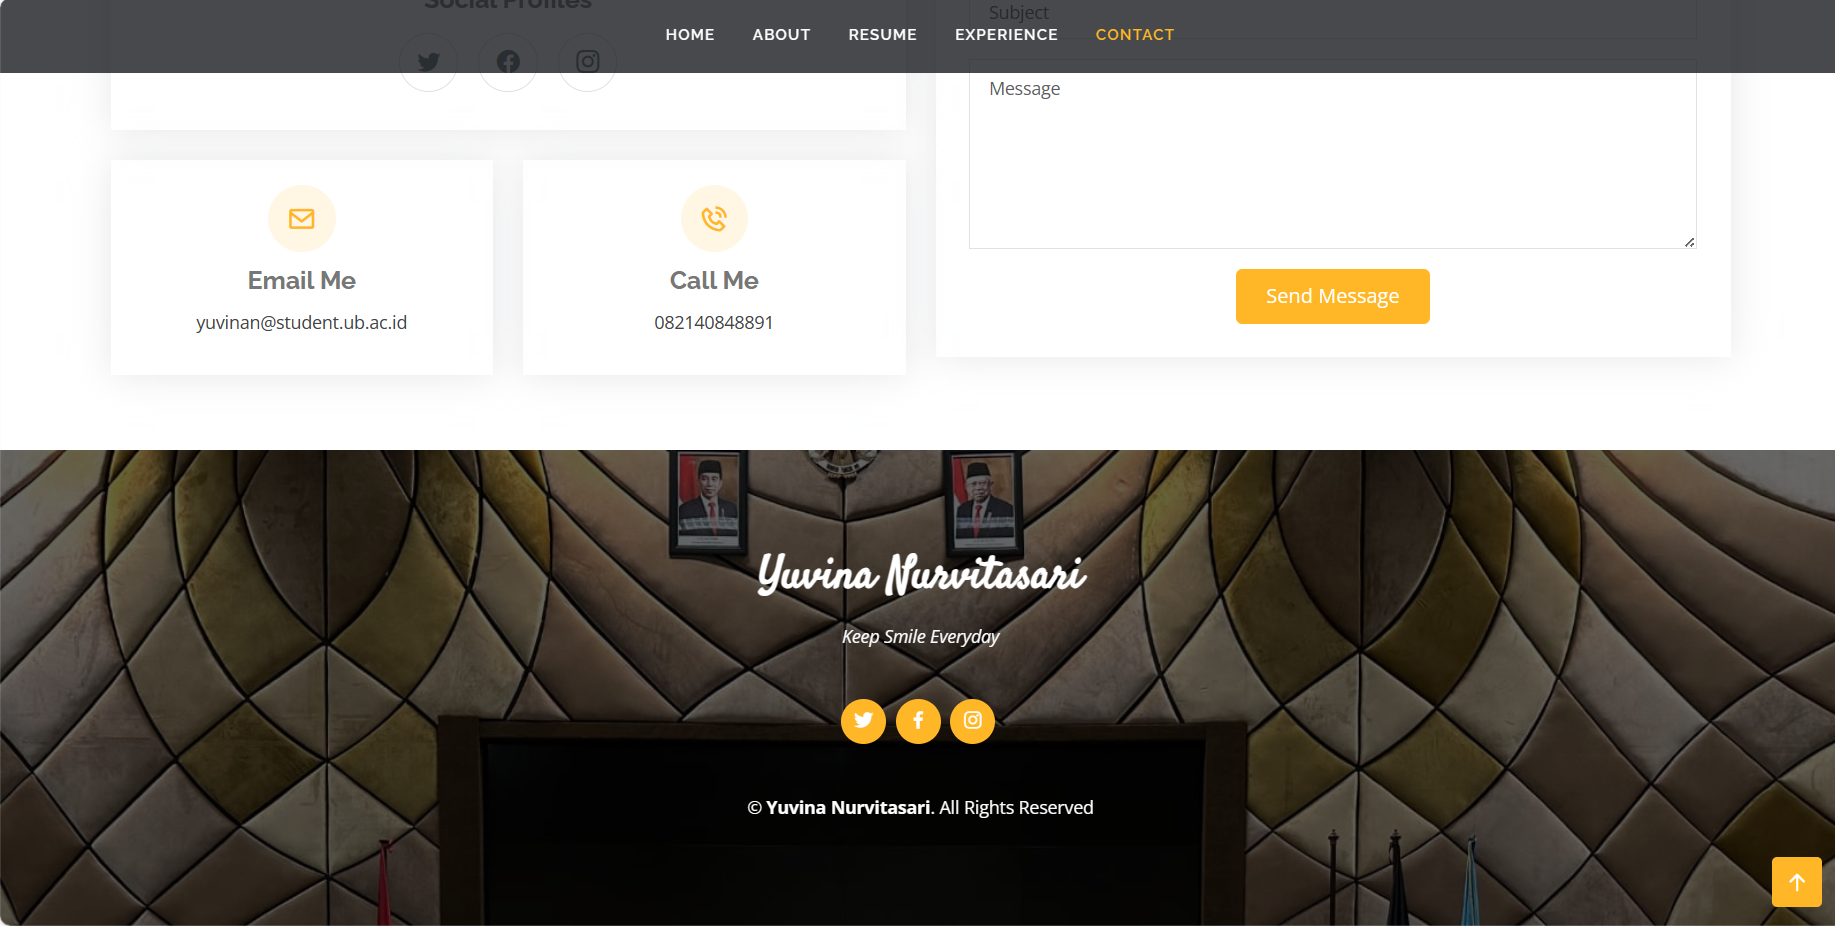 HOME ABOUT RESUME EXPERIENCE CONTACT
Social Profiles
Subject
Message
Email Me
yuvinan@student.ub.ac.id
Call Me
082140848891
Send Message
Yuvina Nurvitasari
Keep Smile Everyday
© Yuvina Nurvitasari. All Rights Reserved